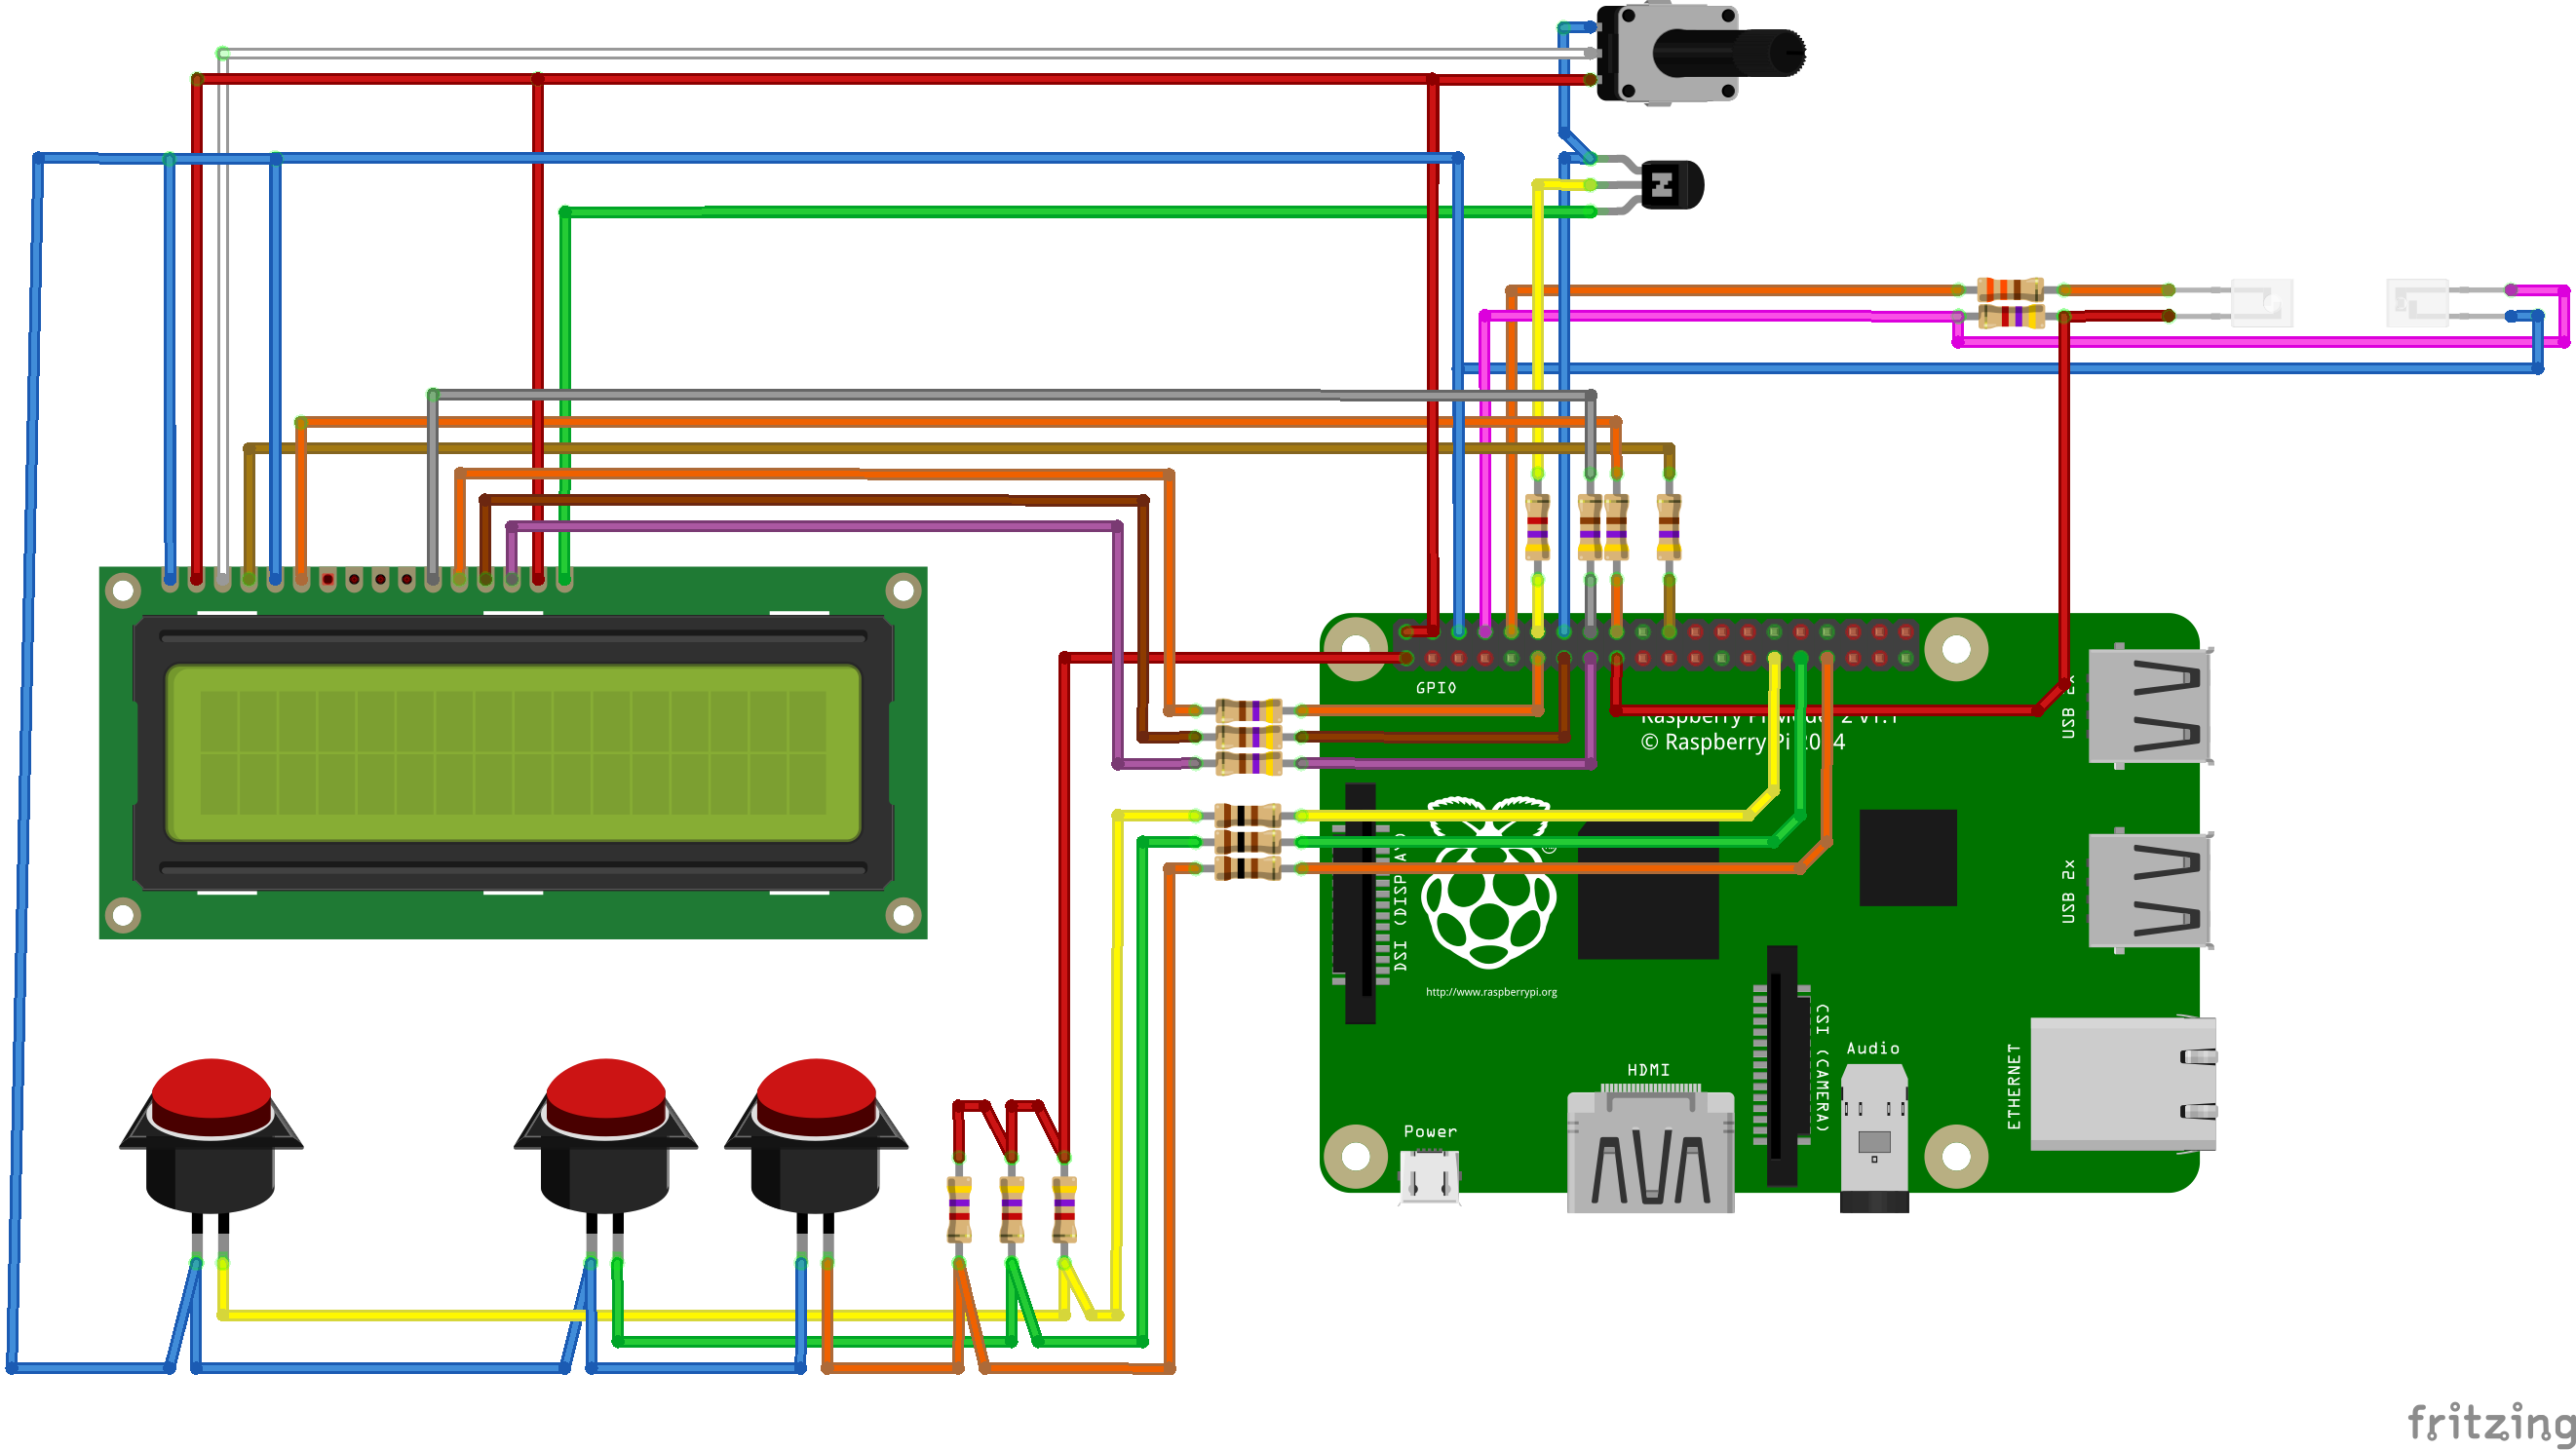 GPIO
Raspberry Pi Model 2 v1.1
© Raspberry Pi 2014
USB 2x
USB 2x
DSI (DISPLAY)
®
http://www.raspberrypi.org
CSI (CAMERA)
Audio
HDMI
ETHERNET
Power
fritzing